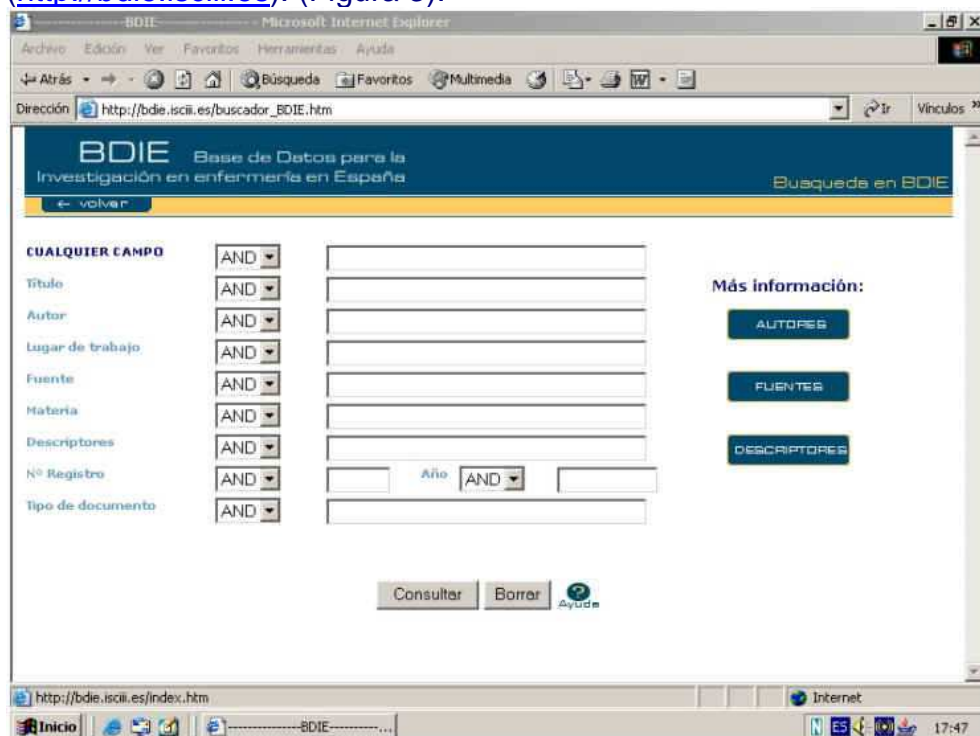 BDIE - Microsoft Internet Explorer
Archivo Edición Ver Favoritos Herramientas Ayuda
Atrás Búsqueda Favoritos Multimedia
Dirección http://bdie.isciii.es/buscador_BDIE.htm Ir Vínculos »
BDIE Base de Datos para la
Investigación en enfermería en España
Busqueda en BDIE
← volver
CUALQUIER CAMPO AND
Título AND
Más información:
Autor AND
AUTORES
Lugar de trabajo AND
Fuente AND
FUENTES
Materia AND
Descriptores AND
DESCRIPTORES
Nº Registro AND Año AND
Tipo de documento AND
Consultar Borrar Ayuda
http://bdie.isciii.es/index.htm Internet
Inicio ----------------BDIE-----------... ES 17:47